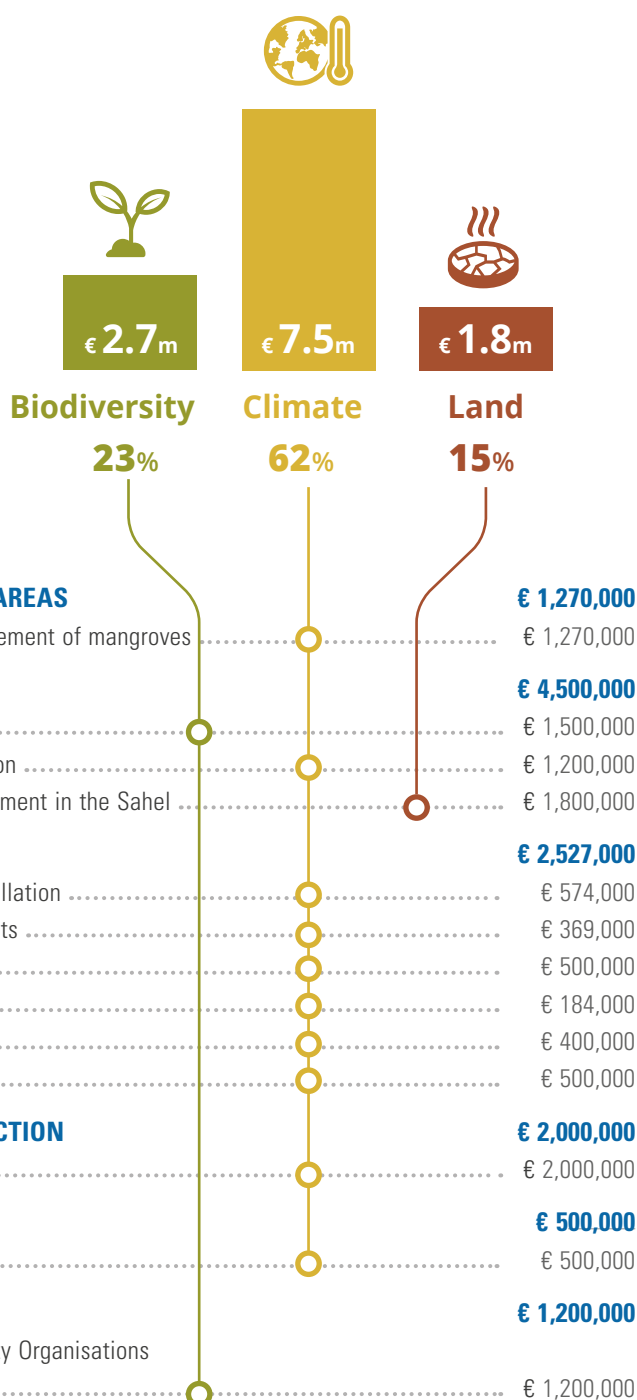 € 2.7m € 7.5m € 1.8m
Biodiversity Climate Land
23% 62% 15%
AREAS € 1,270,000
ement of mangroves € 1,270,000
€ 4,500,000
€ 1,500,000
on € 1,200,000
ment in the Sahel € 1,800,000
€ 2,527,000
llation € 574,000
ts € 369,000
€ 500,000
€ 184,000
€ 400,000
€ 500,000
CTION € 2,000,000
€ 2,000,000
€ 500,000
€ 500,000
€ 1,200,000
y Organisations
€ 1,200,000